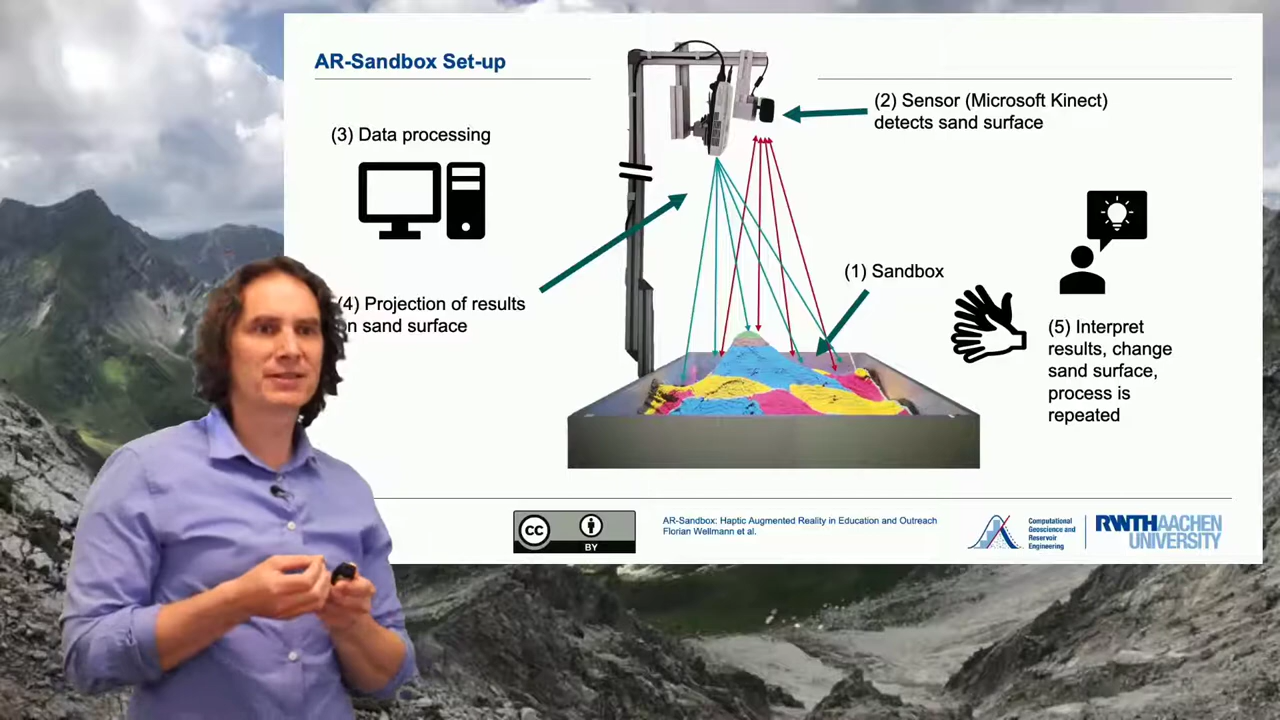 AR-Sandbox Set-up
(2) Sensor (Microsoft Kinect)
detects sand surface
(3) Data processing
(1) Sandbox
(4) Projection of results
n sand surface
(5) Interpret
results, change
sand surface,
process is
repeated
CC
BY
AR-Sandbox: Haptic Augmented Reality in Education and Outreach
Florian Wellmann et al.
Computational
Geoscience and
Reservoir
Engineering
RWTHAACHEN
UNIVERSITY